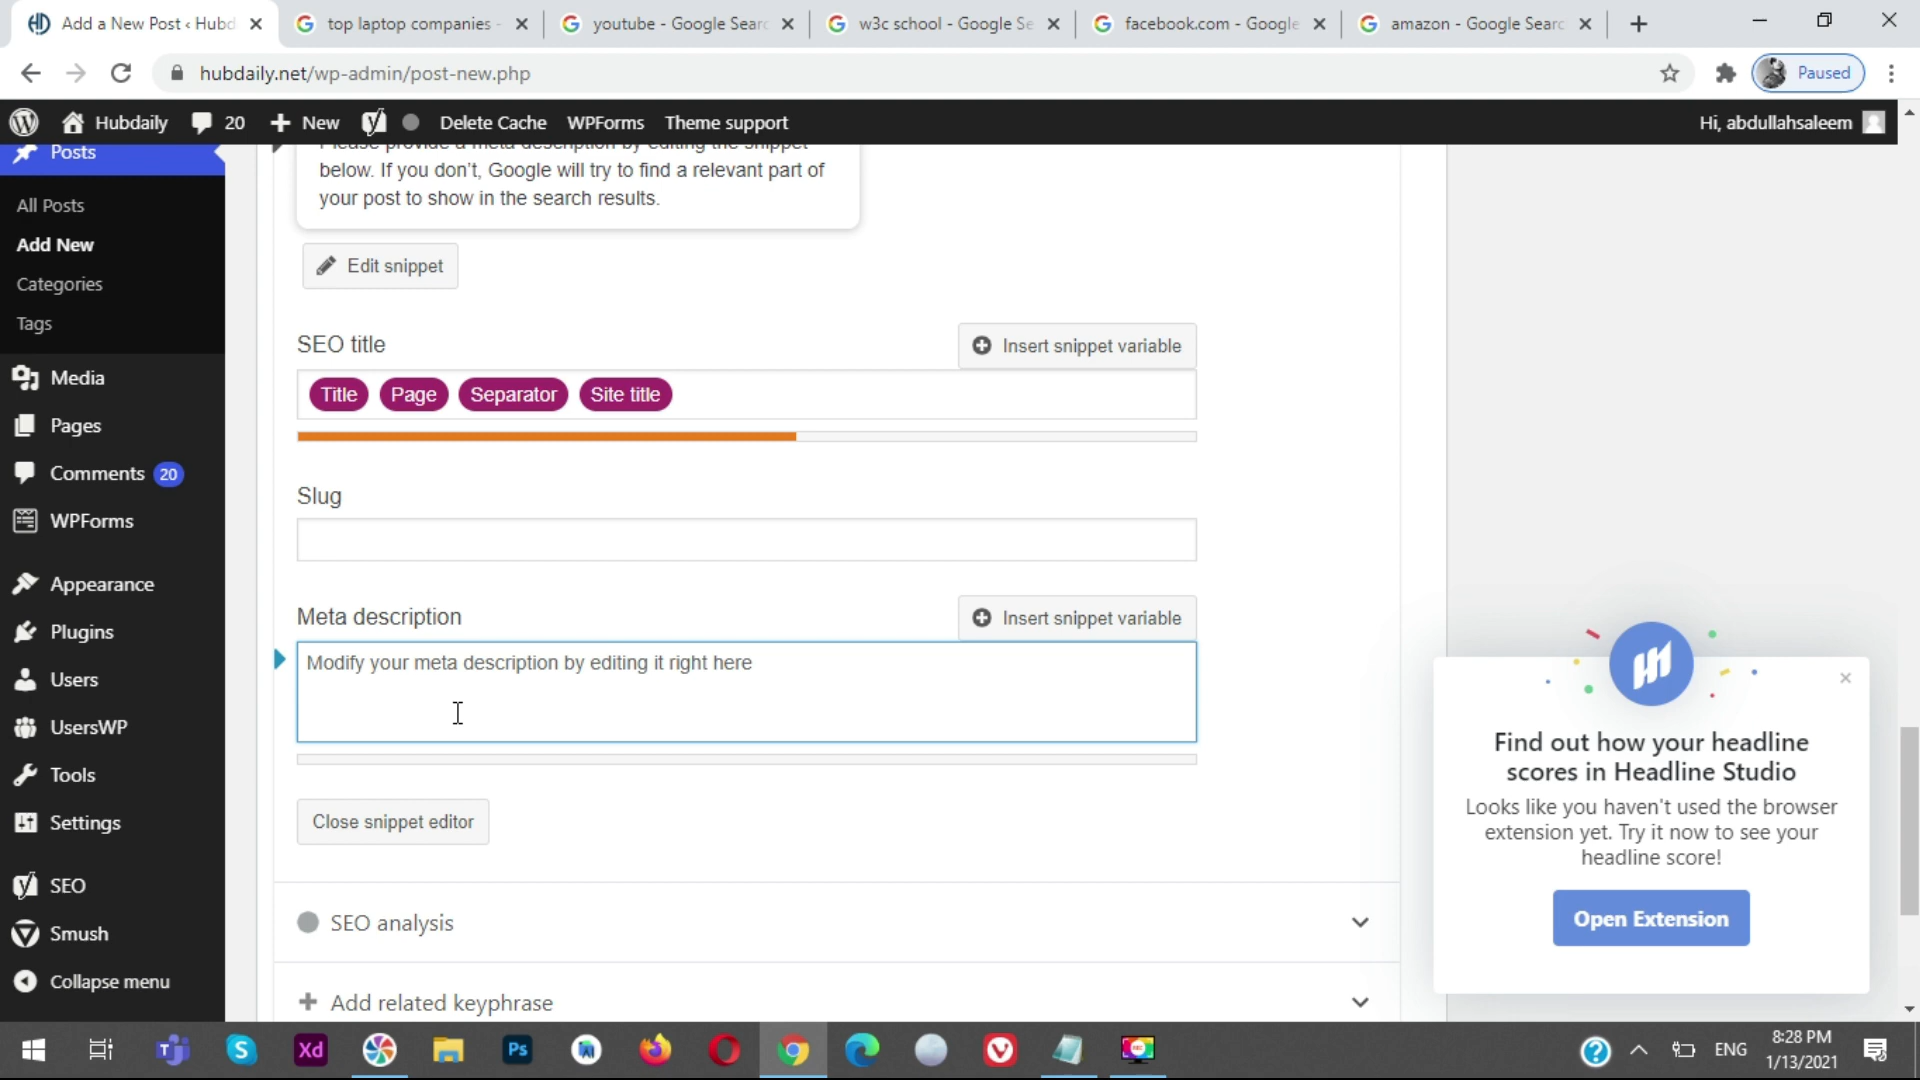 Add a New Post ‹ Hubd
top laptop companies -
youtube - Google Searc
w3c school - Google Se
facebook.com - Google
amazon - Google Searc
hubdaily.net/wp-admin/post-new.php
Paused
Hubdaily
20
New
Delete Cache
WPForms
Theme support
Hi, abdullahsaleem
Posts
All Posts
Add New
Categories
Tags
Media
Pages
Comments 20
WPForms
Appearance
Plugins
Users
UsersWP
Tools
Settings
SEO
Smush
Collapse menu
Please provide a meta description by editing the snippet
below. If you don’t, Google will try to find a relevant part of
your post to show in the search results.
Edit snippet
SEO title
Insert snippet variable
Title Page Separator Site title
Slug
Meta description
Insert snippet variable
Modify your meta description by editing it right here
Close snippet editor
SEO analysis
Add related keyphrase
Find out how your headline
scores in Headline Studio
Looks like you haven't used the browser
extension yet. Try it now to see your
headline score!
Open Extension
Xd
Ps
ENG
8:28 PM
1/13/2021